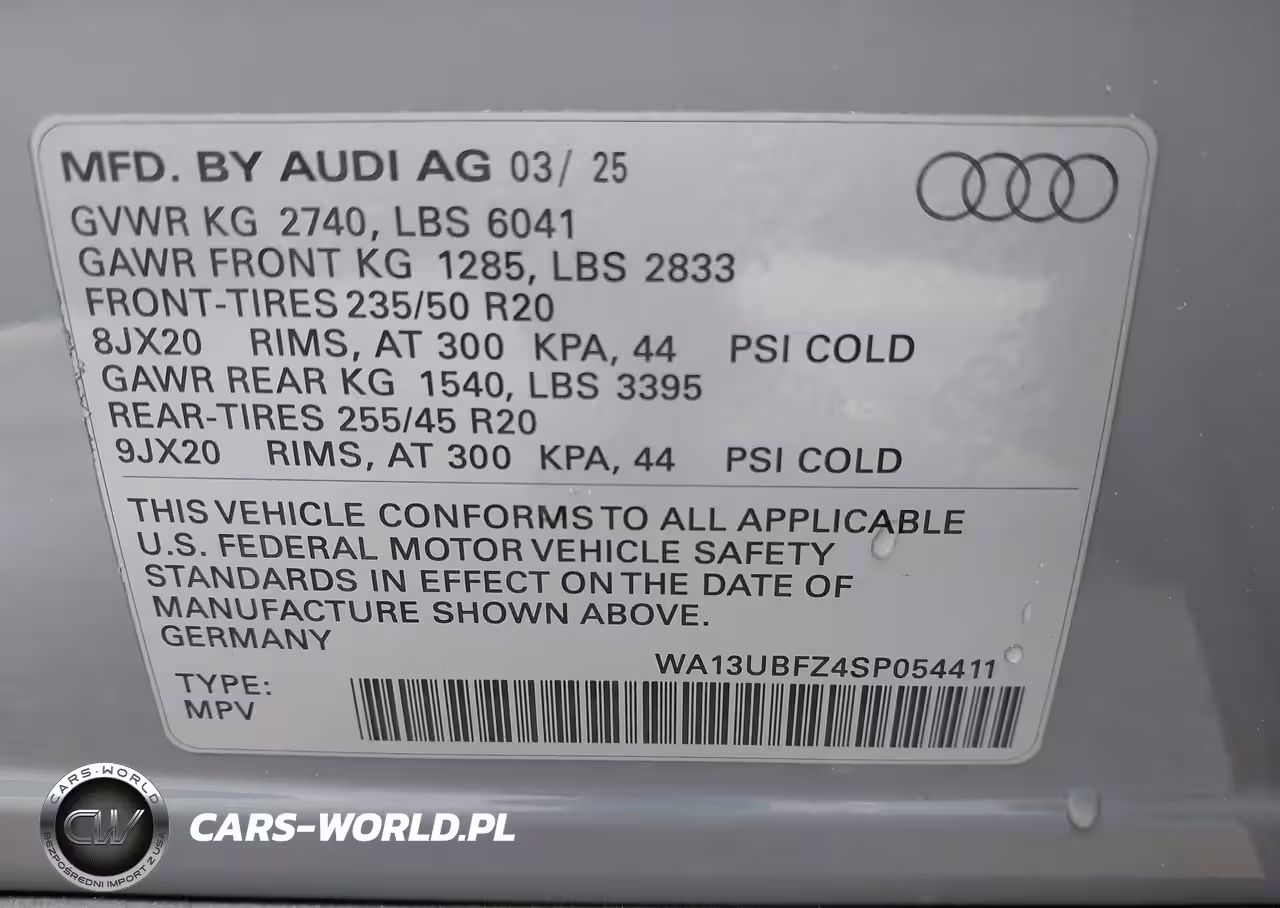 MFD. BY AUDI AG 03/ 25
GVWR KG 2740, LBS 6041
GAWR FRONT KG 1285, LBS 2833
FRONT-TIRES 235/50 R20
8JX20 RIMS, AT 300 KPA, 44 PSI COLD
GAWR REAR KG 1540, LBS 3395
REAR-TIRES 255/45 R20
9JX20 RIMS, AT 300 KPA, 44 PSI COLD
THIS VEHICLE CONFORMS TO ALL APPLICABLE
U.S. FEDERAL MOTOR VEHICLE SAFETY
STANDARDS IN EFFECT ON THE DATE OF
MANUFACTURE SHOWN ABOVE.
GERMANY
WA13UBFZ4SP054411
TYPE:
MPV
CARS-WORLD
CW
BEZPOŚREDNI IMPORT Z USA
CARS-WORLD.PL